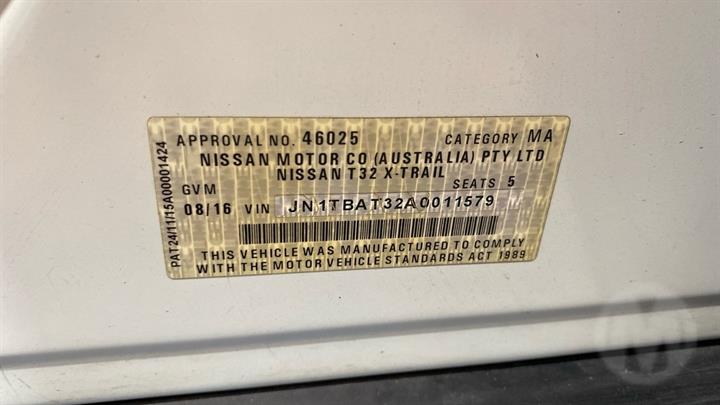 APPROVAL NO. 46025 CATEGORY MA
NISSAN MOTOR CO (AUSTRALIA) PTY LTD
NISSAN T32 X-TRAIL
GVM SEATS 5
08/16 VIN JN1TBAT32A0011579
THIS VEHICLE WAS MANUFACTURED TO COMPLY
WITH THE MOTOR VEHICLE STANDARDS ACT 1989
PAT24/11/15A00001424
M